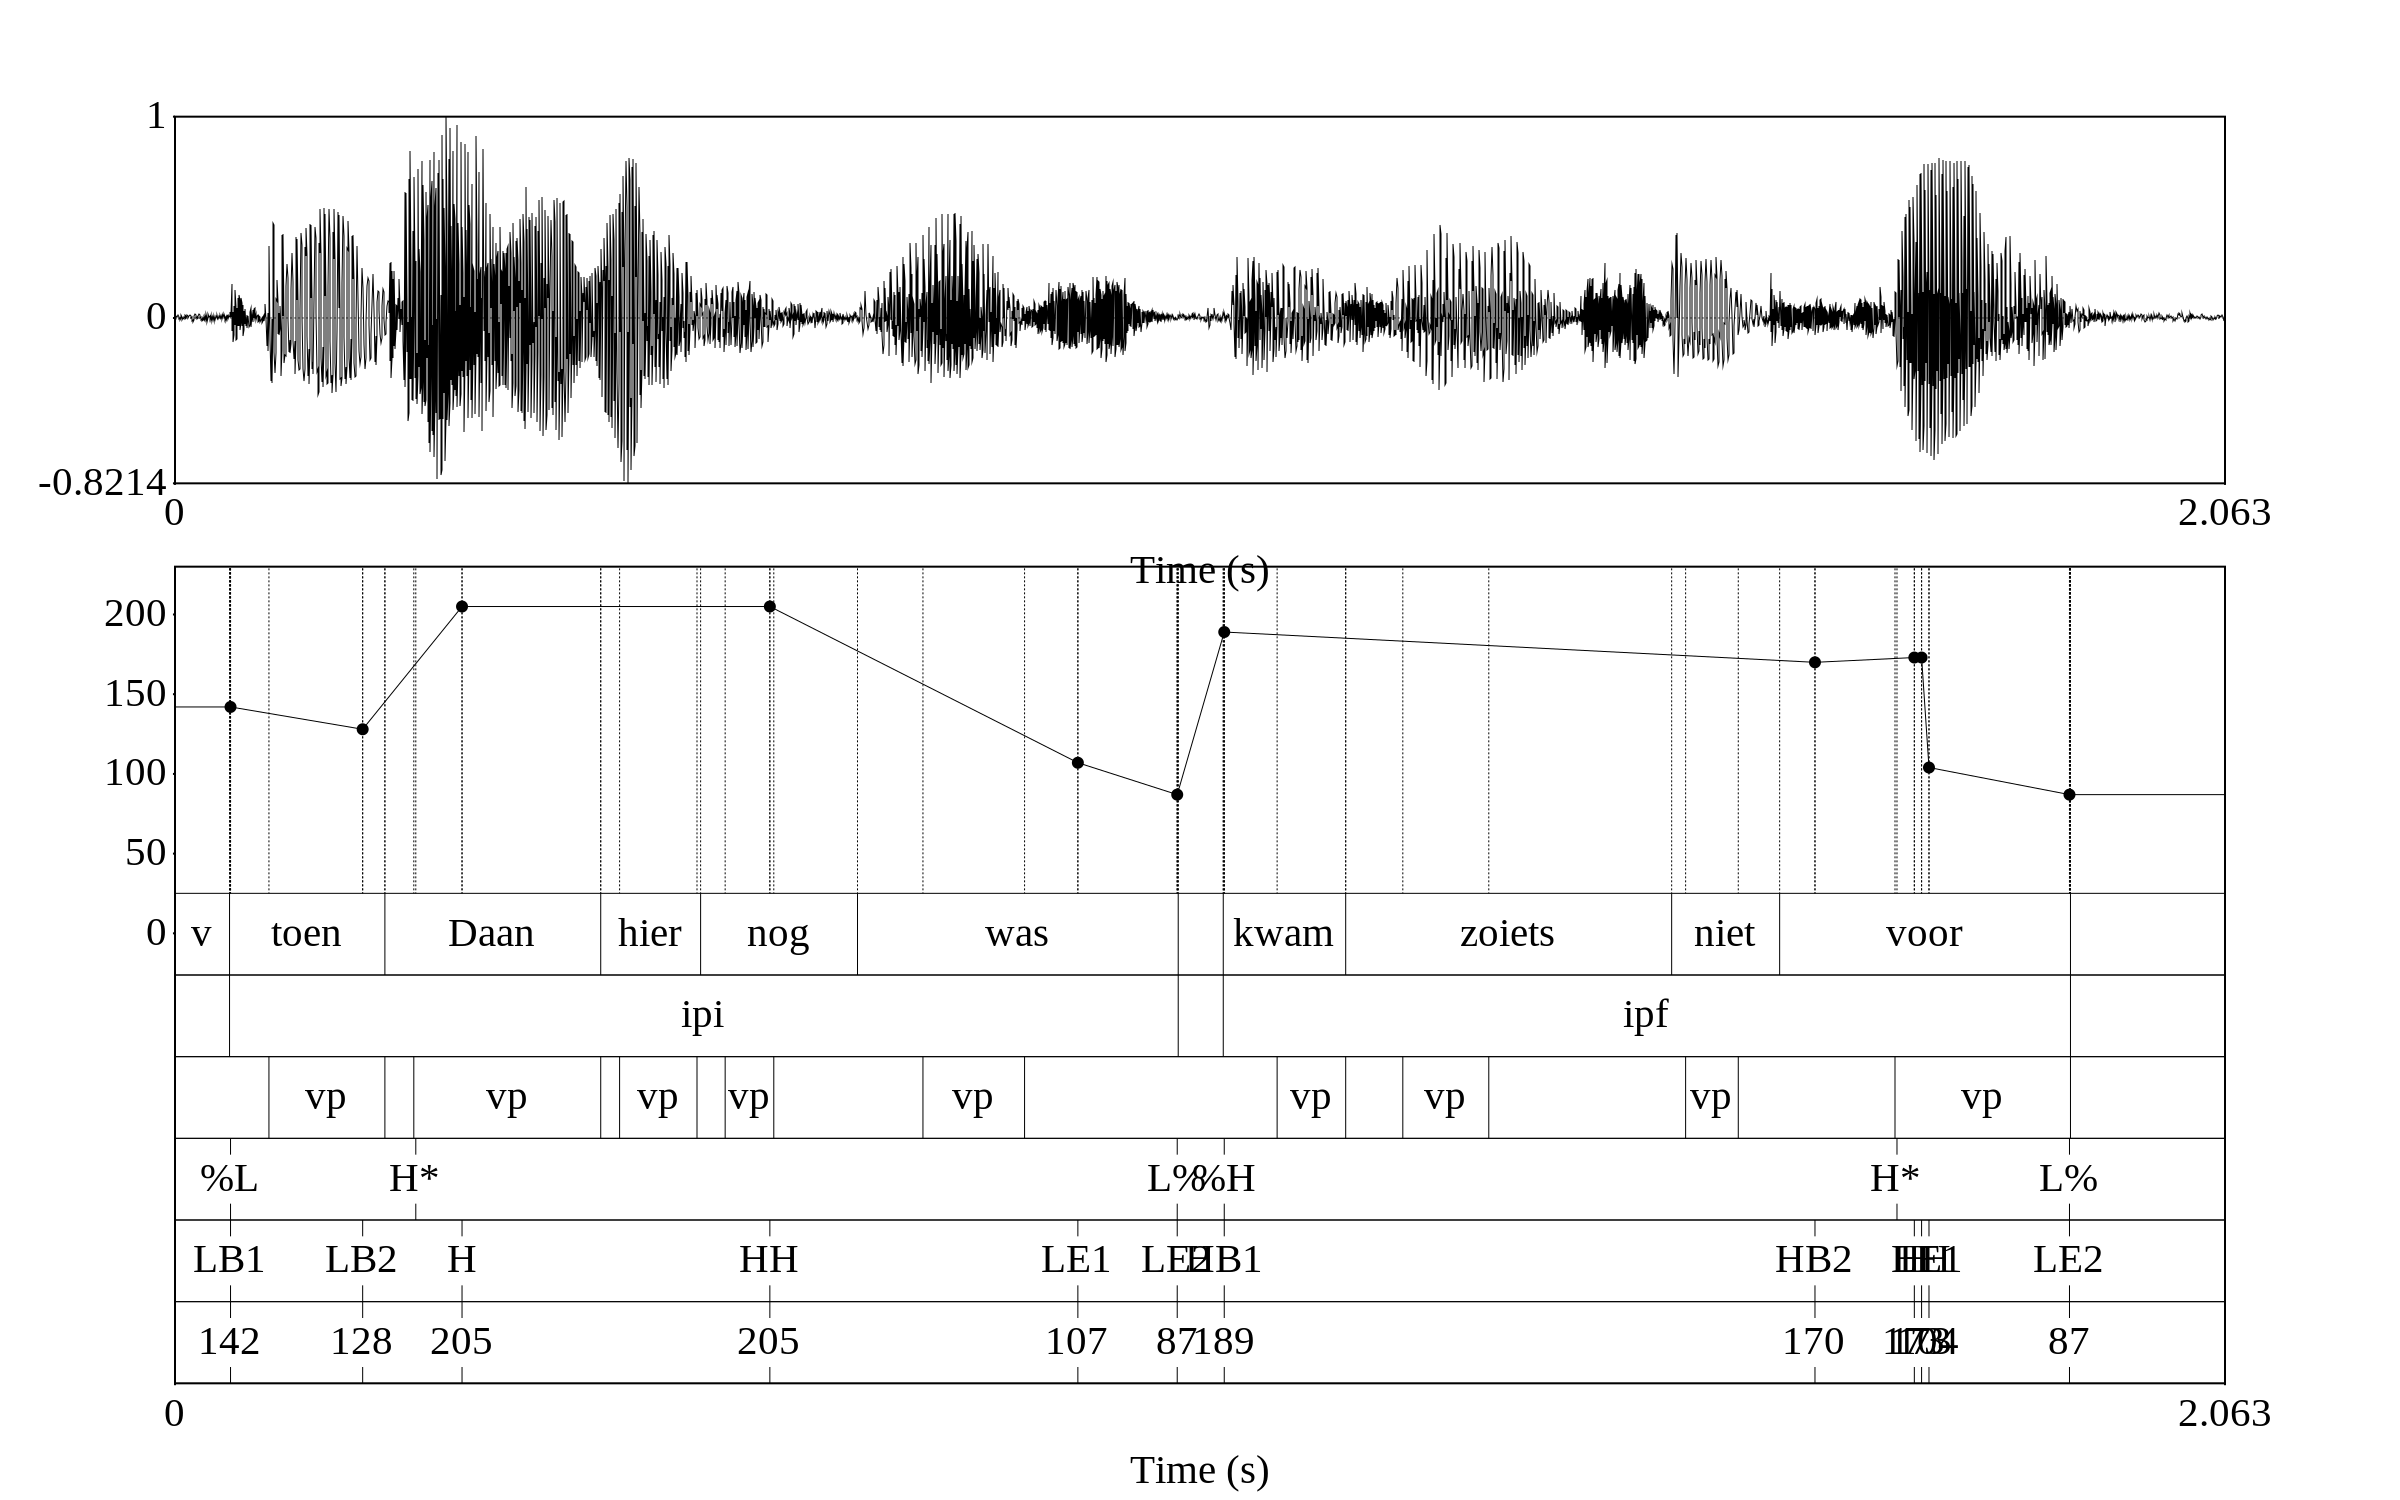 1
0
-0.8214
0 2.063
Time (s)
200
150
100
50
0 v toen Daan hier nog was kwam zoiets niet voor
ipi ipf
vp vp vp vp vp vp vp vp vp
%L H* L% %H H* L%
LB1 LB2 H HH LE1 LE2 HB1 HB2 LE2
142 128 205 205 107 87 189 170 87
0 2.063
Time (s)